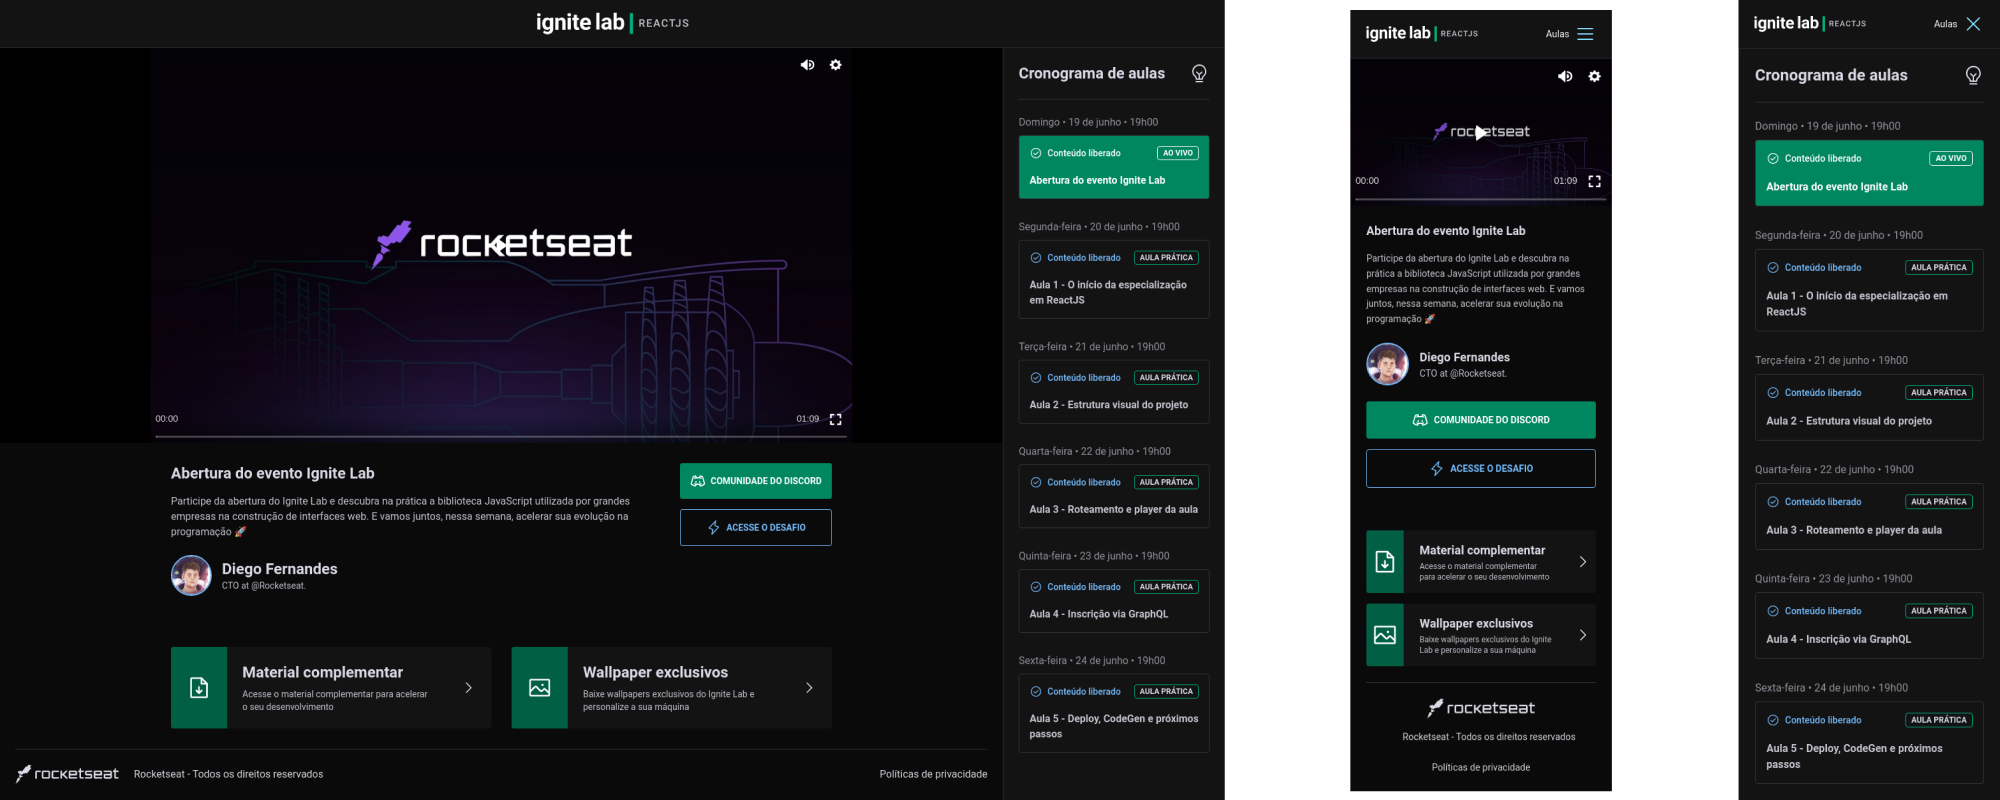 ignite lab | REACTJS
rocketseat
00:00
01:09
Abertura do evento Ignite Lab
Participe da abertura do Ignite Lab e descubra na prática a biblioteca JavaScript utilizada por grandes
empresas na construção de interfaces web. E vamos juntos, nessa semana, acelerar sua evolução na
programação 🚀
Diego Fernandes
CTO at @Rocketseat.
COMUNIDADE DO DISCORD
ACESSE O DESAFIO
Material complementar
Acesse o material complementar para acelerar
o seu desenvolvimento
Wallpaper exclusivos
Baixe wallpapers exclusivos do Ignite Lab e
personalize a sua máquina
rocketseat
Rocketseat - Todos os direitos reservados
Políticas de privacidade
Cronograma de aulas
Domingo • 19 de junho • 19h00
Conteúdo liberado
AO VIVO
Abertura do evento Ignite Lab
Segunda-feira • 20 de junho • 19h00
Conteúdo liberado
AULA PRÁTICA
Aula 1 - O início da especialização
em ReactJS
Terça-feira • 21 de junho • 19h00
Conteúdo liberado
AULA PRÁTICA
Aula 2 - Estrutura visual do projeto
Quarta-feira • 22 de junho • 19h00
Conteúdo liberado
AULA PRÁTICA
Aula 3 - Roteamento e player da aula
Quinta-feira • 23 de junho • 19h00
Conteúdo liberado
AULA PRÁTICA
Aula 4 - Inscrição via GraphQL
Sexta-feira • 24 de junho • 19h00
Conteúdo liberado
AULA PRÁTICA
Aula 5 - Deploy, CodeGen e próximos
passos
ignite lab | REACTJS
Aulas
rocketseat
00:00
01:09
Abertura do evento Ignite Lab
Participe da abertura do Ignite Lab e descubra na
prática a biblioteca JavaScript utilizada por grandes
empresas na construção de interfaces web. E vamos
juntos, nessa semana, acelerar sua evolução na
programação 🚀
Diego Fernandes
CTO at @Rocketseat.
COMUNIDADE DO DISCORD
ACESSE O DESAFIO
Material complementar
Acesse o material complementar
para acelerar o seu desenvolvimento
Wallpaper exclusivos
Baixe wallpapers exclusivos do Ignite
Lab e personalize a sua máquina
rocketseat
Rocketseat - Todos os direitos reservados
Políticas de privacidade
ignite lab | REACTJS
Aulas
Cronograma de aulas
Domingo • 19 de junho • 19h00
Conteúdo liberado
AO VIVO
Abertura do evento Ignite Lab
Segunda-feira • 20 de junho • 19h00
Conteúdo liberado
AULA PRÁTICA
Aula 1 - O início da especialização em
ReactJS
Terça-feira • 21 de junho • 19h00
Conteúdo liberado
AULA PRÁTICA
Aula 2 - Estrutura visual do projeto
Quarta-feira • 22 de junho • 19h00
Conteúdo liberado
AULA PRÁTICA
Aula 3 - Roteamento e player da aula
Quinta-feira • 23 de junho • 19h00
Conteúdo liberado
AULA PRÁTICA
Aula 4 - Inscrição via GraphQL
Sexta-feira • 24 de junho • 19h00
Conteúdo liberado
AULA PRÁTICA
Aula 5 - Deploy, CodeGen e próximos
passos